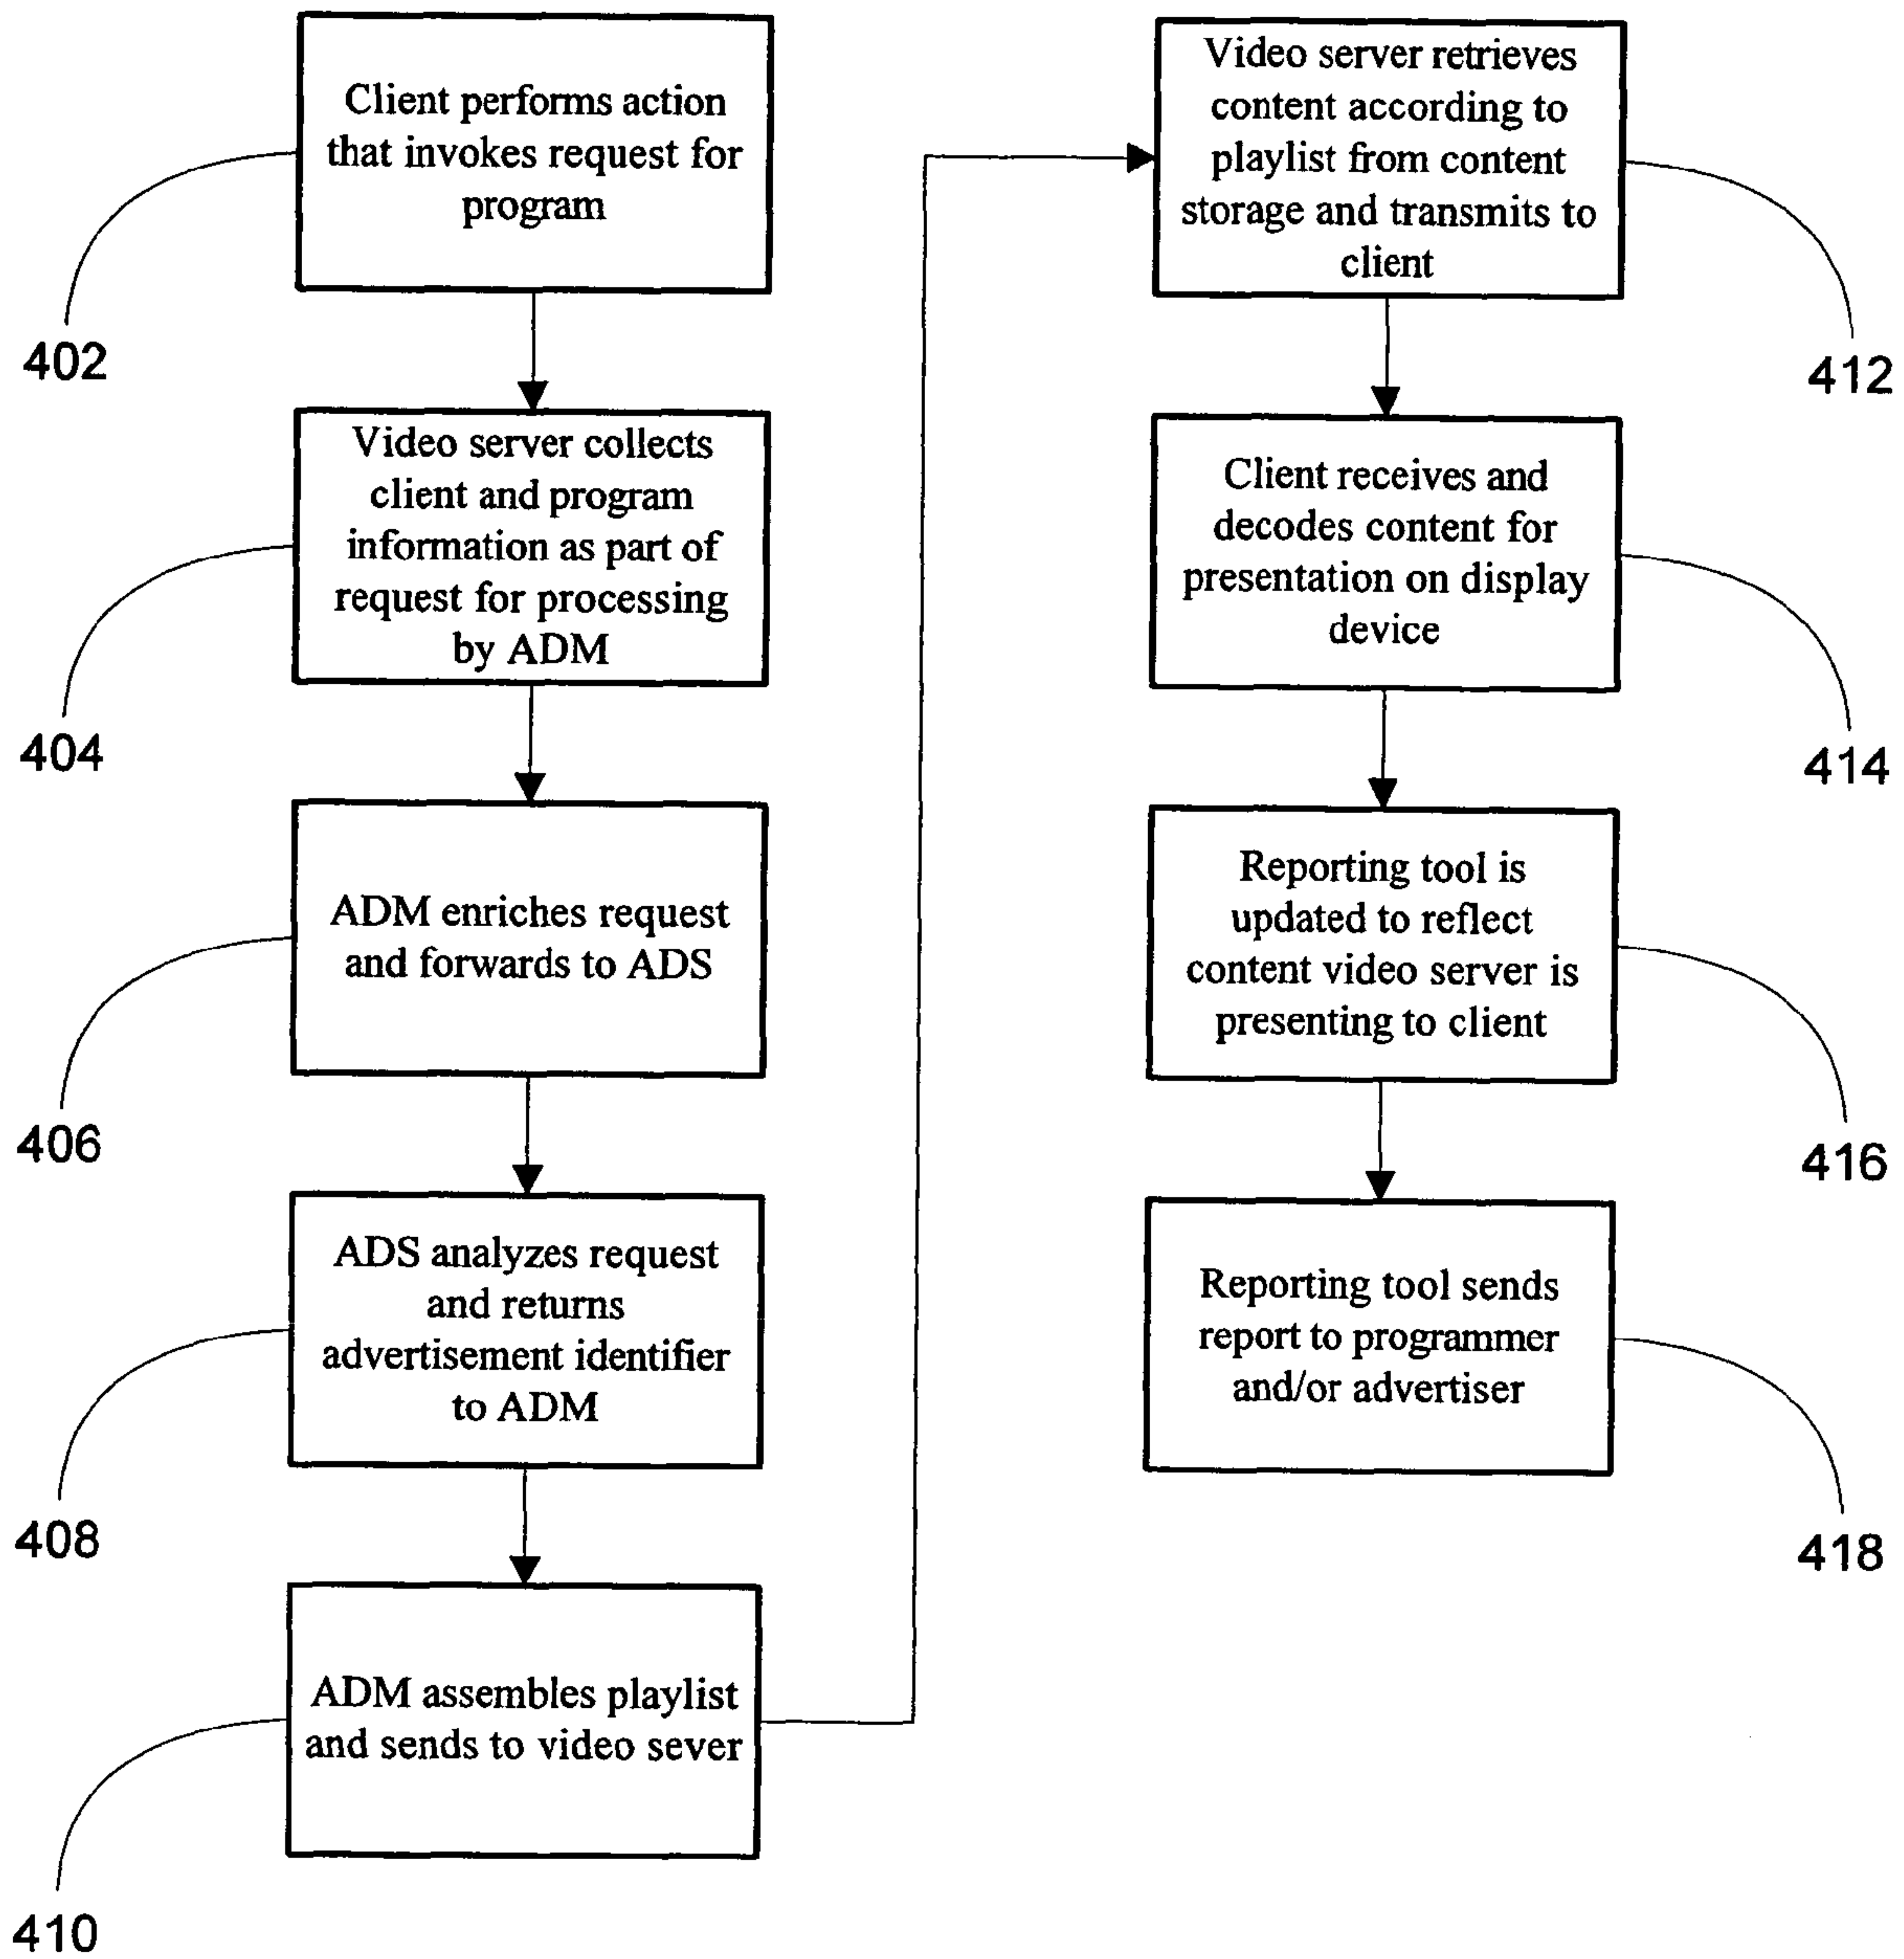 Client performs action
that invokes request for
program
402
Video server collects
client and program
information as part of
request for processing
by ADM
404
ADM enriches request
and forwards to ADS
406
ADS analyzes request
and returns
advertisement identifier
to ADM
408
ADM assembles playlist
and sends to video sever
410
Video server retrieves
content according to
playlist from content
storage and transmits to
client
412
Client receives and
decodes content for
presentation on display
device
414
Reporting tool is
updated to reflect
content video server is
presenting to client
416
Reporting tool sends
report to programmer
and/or advertiser
418